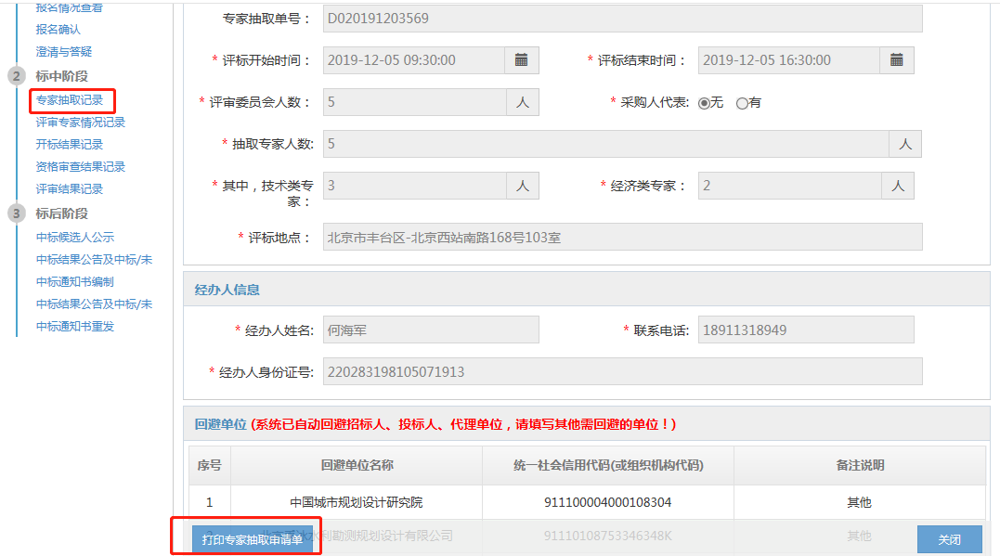 报名情况查看
报名确认
澄清与答疑
2 标中阶段
专家抽取记录
评审专家情况记录
开标结果记录
资格审查结果记录
评审结果记录
3 标后阶段
中标候选人公示
中标结果公告及中标/未
中标通知书编制
中标结果公告及中标/未
中标通知书重发
专家抽取单号： D020191203569
* 评标开始时间： 2019-12-05 09:30:00 * 评标结束时间： 2019-12-05 16:30:00
* 评审委员会人数： 5 人 * 采购人代表: 无 有
* 抽取专家人数: 5 人
* 其中，技术类专家： 3 人 * 经济类专家： 2 人
* 评标地点： 北京市丰台区-北京西站南路168号103室
经办人信息
* 经办人姓名: 何海军 * 联系电话: 18911318949
* 经办人身份证号: 220283198105071913
回避单位 (系统已自动回避招标人、投标人、代理单位，请填写其他需回避的单位！)
序号 回避单位名称 统一社会信用代码(或组织机构代码) 备注说明
1 中国城市规划设计研究院 911100004000108304 其他
水利勘测规划设计有限公司 91110108753346348K 其他
打印专家抽取申请单 关闭